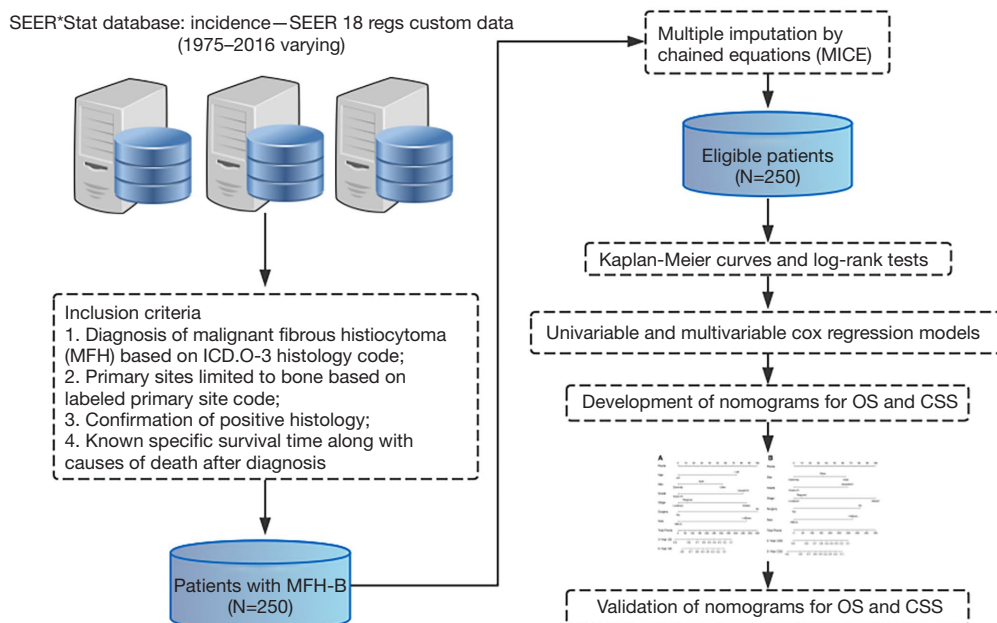 SEER*Stat database: incidence—SEER 18 regs custom data
(1975–2016 varying)
Inclusion criteria
1. Diagnosis of malignant fibrous histiocytoma
(MFH) based on ICD.O-3 histology code;
2. Primary sites limited to bone based on
labeled primary site code;
3. Confirmation of positive histology;
4. Known specific survival time along with
causes of death after diagnosis
Patients with MFH-B
(N=250)
Multiple imputation by
chained equations (MICE)
Eligible patients
(N=250)
Kaplan-Meier curves and log-rank tests
Univariable and multivariable cox regression models
Development of nomograms for OS and CSS
A
B
Validation of nomograms for OS and CSS